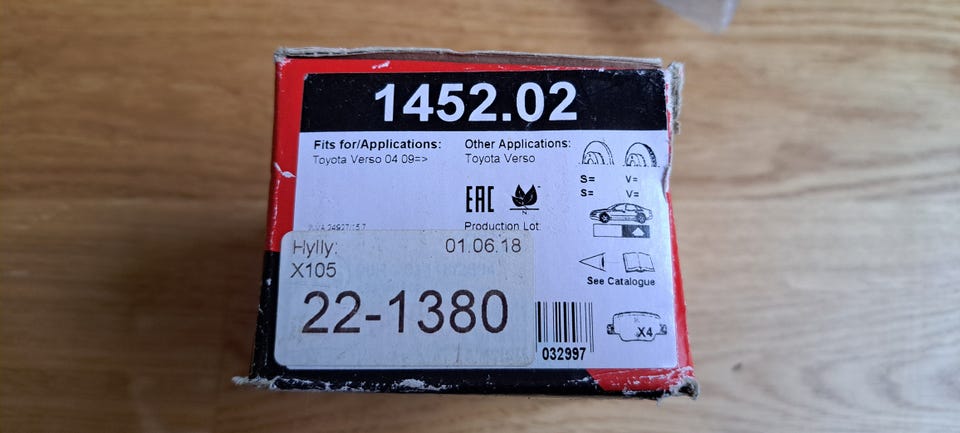 1452.02
Fits for/Applications:
Toyota Verso 04 09=>
Other Applications:
Toyota Verso
S= V=
S= V=
EAC
N
Production Lot
See Catalogue
X4
Hylly: 01.06.18
X105
22-1380
032997